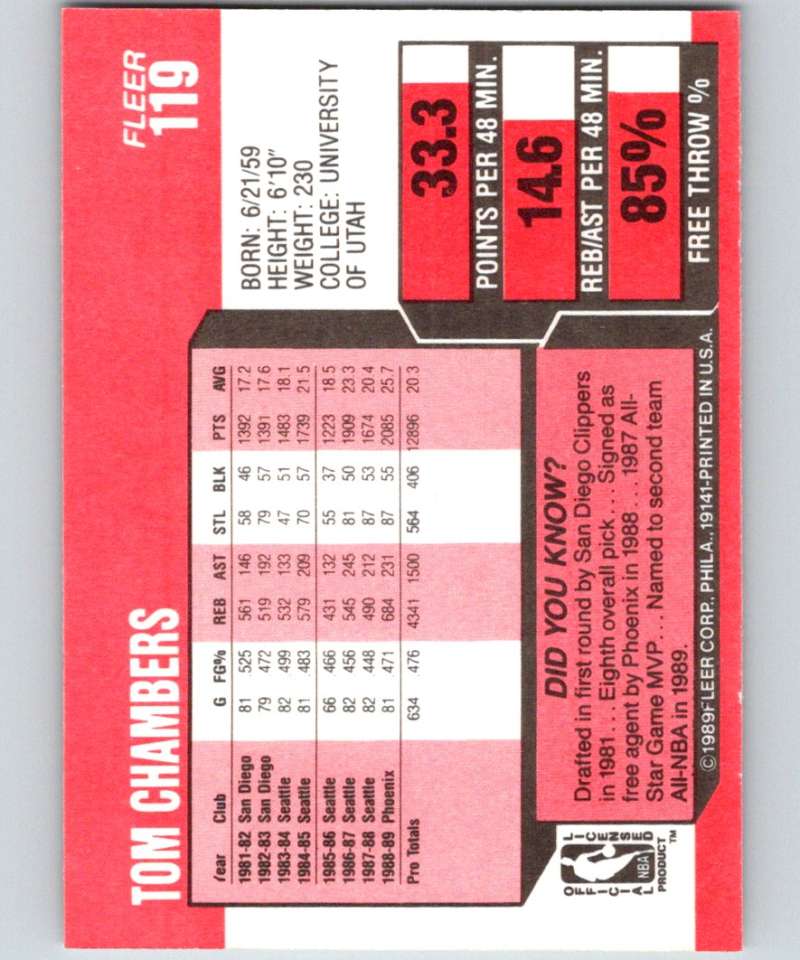 FLEER
119
TOM CHAMBERS
BORN: 6/21/59
HEIGHT: 6'10"
WEIGHT: 230
COLLEGE: UNIVERSITY
OF UTAH
Year Club G FG% REB AST STL BLK PTS AVG
1981-82 San Diego 81 .525 561 146 58 46 1392 17.2
1982-83 San Diego 79 .472 519 192 79 57 1391 17.6
1983-84 Seattle 82 .499 532 133 47 51 1483 18.1
1984-85 Seattle 81 .483 579 209 70 57 1739 21.5
1985-86 Seattle 66 .466 431 132 55 37 1223 18.5
1986-87 Seattle 82 .456 545 245 81 50 1909 23.3
1987-88 Seattle 82 .448 490 212 87 53 1674 20.4
1988-89 Phoenix 81 .471 684 231 87 55 2085 25.7
Pro Totals 634 .476 4341 1500 564 406 12896 20.3
33.3
POINTS PER 48 MIN.
14.6
REB/AST PER 48 MIN.
85%
FREE THROW %
DID YOU KNOW?
Drafted in first round by San Diego Clippers
in 1981 . . . Eighth overall pick . . . Signed as
free agent by Phoenix in 1988 . . . 1987 All-
Star Game MVP . . . Named to second team
All-NBA in 1989.
OFFICIAL LICENSED
NBA
PRODUCT™
©1989 FLEER CORP., PHILA., 19141-PRINTED IN U.S.A.